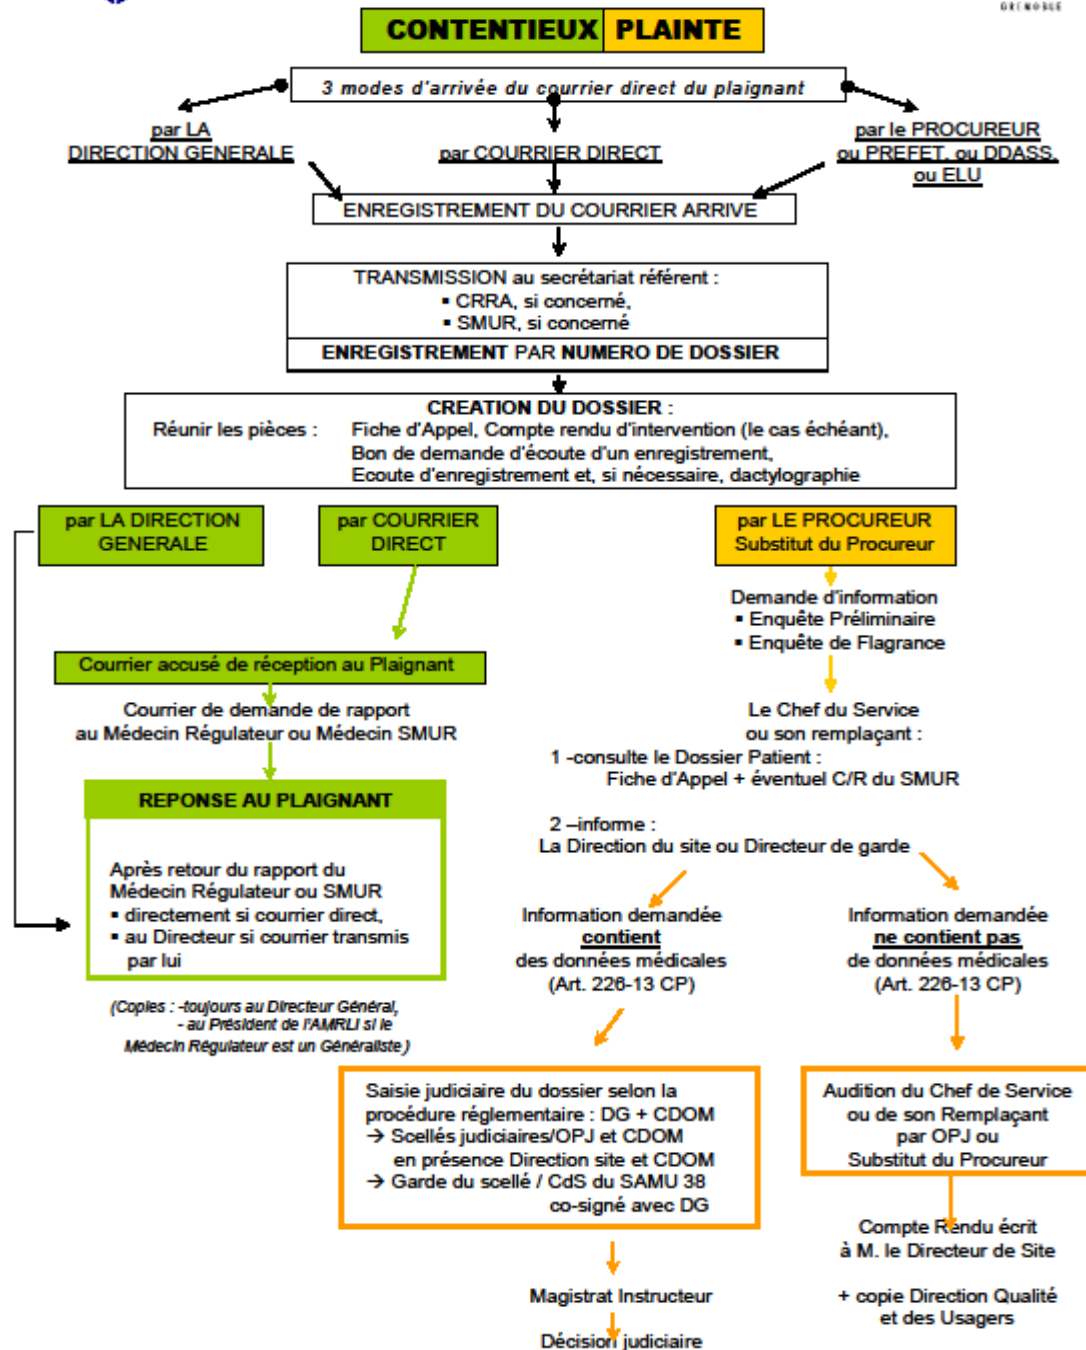 GRENOBLE
CONTENTIEUX PLAINTE
3 modes d'arrivée du courrier direct du plaignant
par LA
DIRECTION GENERALE
par COURRIER DIRECT
par le PROCUREUR
ou PREFET. ou DDASS.
ou ELU
ENREGISTREMENT DU COURRIER ARRIVE
TRANSMISSION au secrétariat référent :
▪ CRRA, si concerné,
▪ SMUR, si concerné
ENREGISTREMENT PAR NUMERO DE DOSSIER
CREATION DU DOSSIER :
Réunir les pièces : Fiche d'Appel, Compte rendu d'intervention (le cas échéant),
Bon de demande d'écoute d'un enregistrement,
Ecoute d'enregistrement et, si nécessaire, dactylographie
par LA DIRECTION
GENERALE
par COURRIER
DIRECT
par LE PROCUREUR
Substitut du Procureur
Demande d'information
▪ Enquête Préliminaire
▪ Enquête de Flagrance
Courrier accusé de réception au Plaignant
Courrier de demande de rapport
au Médecin Régulateur ou Médecin SMUR
REPONSE AU PLAIGNANT
Après retour du rapport du
Médecin Régulateur ou SMUR
▪ directement si courrier direct,
▪ au Directeur si courrier transmis
par lui
(Copies : -toujours au Directeur Général,
- au Président de l'AMRLI si le
Médecin Régulateur est un Généraliste)
Le Chef du Service
ou son remplaçant :
1 -consulte le Dossier Patient :
Fiche d'Appel + éventuel C/R du SMUR
2 –informe :
La Direction du site ou Directeur de garde
Information demandée
contient
des données médicales
(Art. 226-13 CP)
Information demandée
ne contient pas
de données médicales
(Art. 226-13 CP)
Saisie judiciaire du dossier selon la
procédure réglementaire : DG + CDOM
→ Scellés judiciaires/OPJ et CDOM
en présence Direction site et CDOM
→ Garde du scellé / CdS du SAMU 38
co-signé avec DG
Audition du Chef de Service
ou de son Remplaçant
par OPJ ou
Substitut du Procureur
Compte Rendu écrit
à M. le Directeur de Site
+ copie Direction Qualité
et des Usagers
Magistrat Instructeur
Décision judiciaire